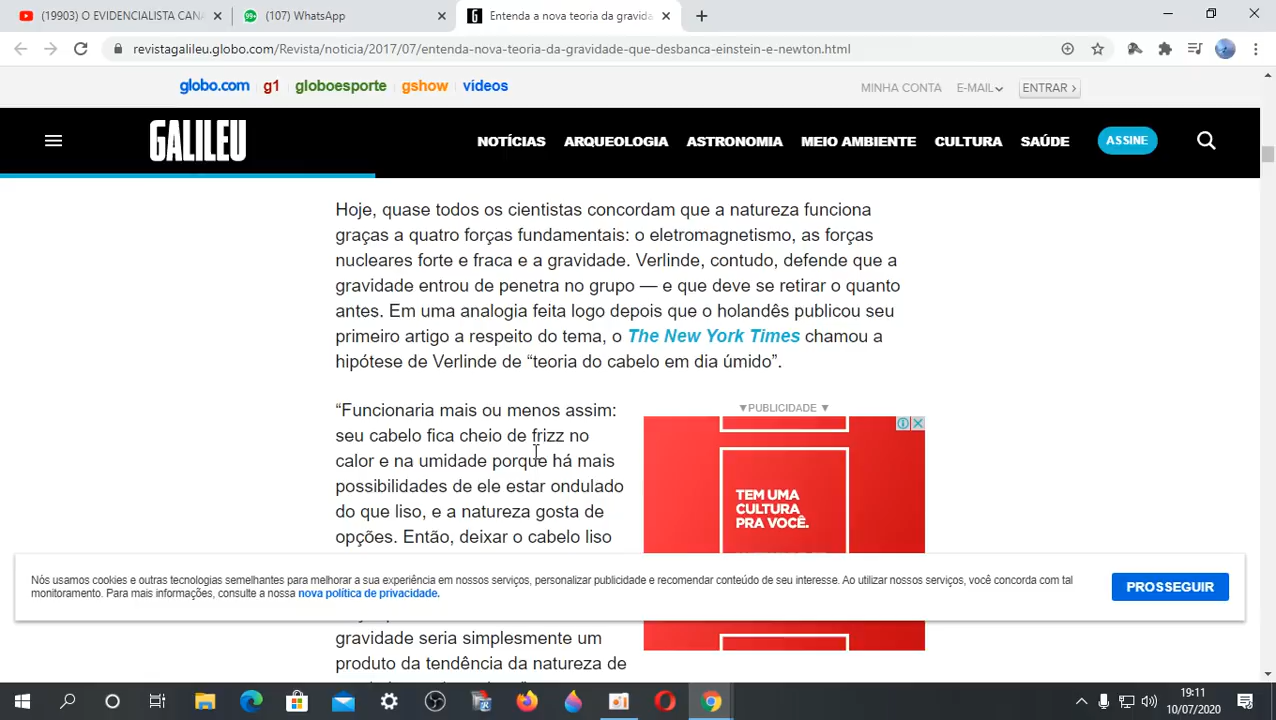 (19903) O EVIDENCIALISTA CANA
99+
(107) WhatsApp
Entenda a nova teoria da gravida
revistagalileu.globo.com/Revista/noticia/2017/07/entenda-nova-teoria-da-gravidade-que-desbanca-einstein-e-newton.html
globo.com g1 globoesporte gshow videos
MINHA CONTA E-MAIL ENTRAR >
GALILEU
NOTÍCIAS ARQUEOLOGIA ASTRONOMIA MEIO AMBIENTE CULTURA SAÚDE ASSINE
Hoje, quase todos os cientistas concordam que a natureza funciona
graças a quatro forças fundamentais: o eletromagnetismo, as forças
nucleares forte e fraca e a gravidade. Verlinde, contudo, defende que a
gravidade entrou de penetra no grupo — e que deve se retirar o quanto
antes. Em uma analogia feita logo depois que o holandês publicou seu
primeiro artigo a respeito do tema, o The New York Times chamou a
hipótese de Verlinde de “teoria do cabelo em dia úmido”.
“Funcionaria mais ou menos assim:
seu cabelo fica cheio de frizz no
calor e na umidade porque há mais
possibilidades de ele estar ondulado
do que liso, e a natureza gosta de
opções. Então, deixar o cabelo liso
▼PUBLICIDADE ▼
TEM UMA
CULTURA
PRA VOCÊ.
Nós usamos cookies e outras tecnologias semelhantes para melhorar a sua experiência em nossos serviços, personalizar publicidade e recomendar conteúdo de seu interesse. Ao utilizar nossos serviços, você concorda com tal
monitoramento. Para mais informações, consulte a nossa nova política de privacidade.
PROSSEGUIR
gravidade seria simplesmente um
produto da tendência da natureza de
19:11
10/07/2020